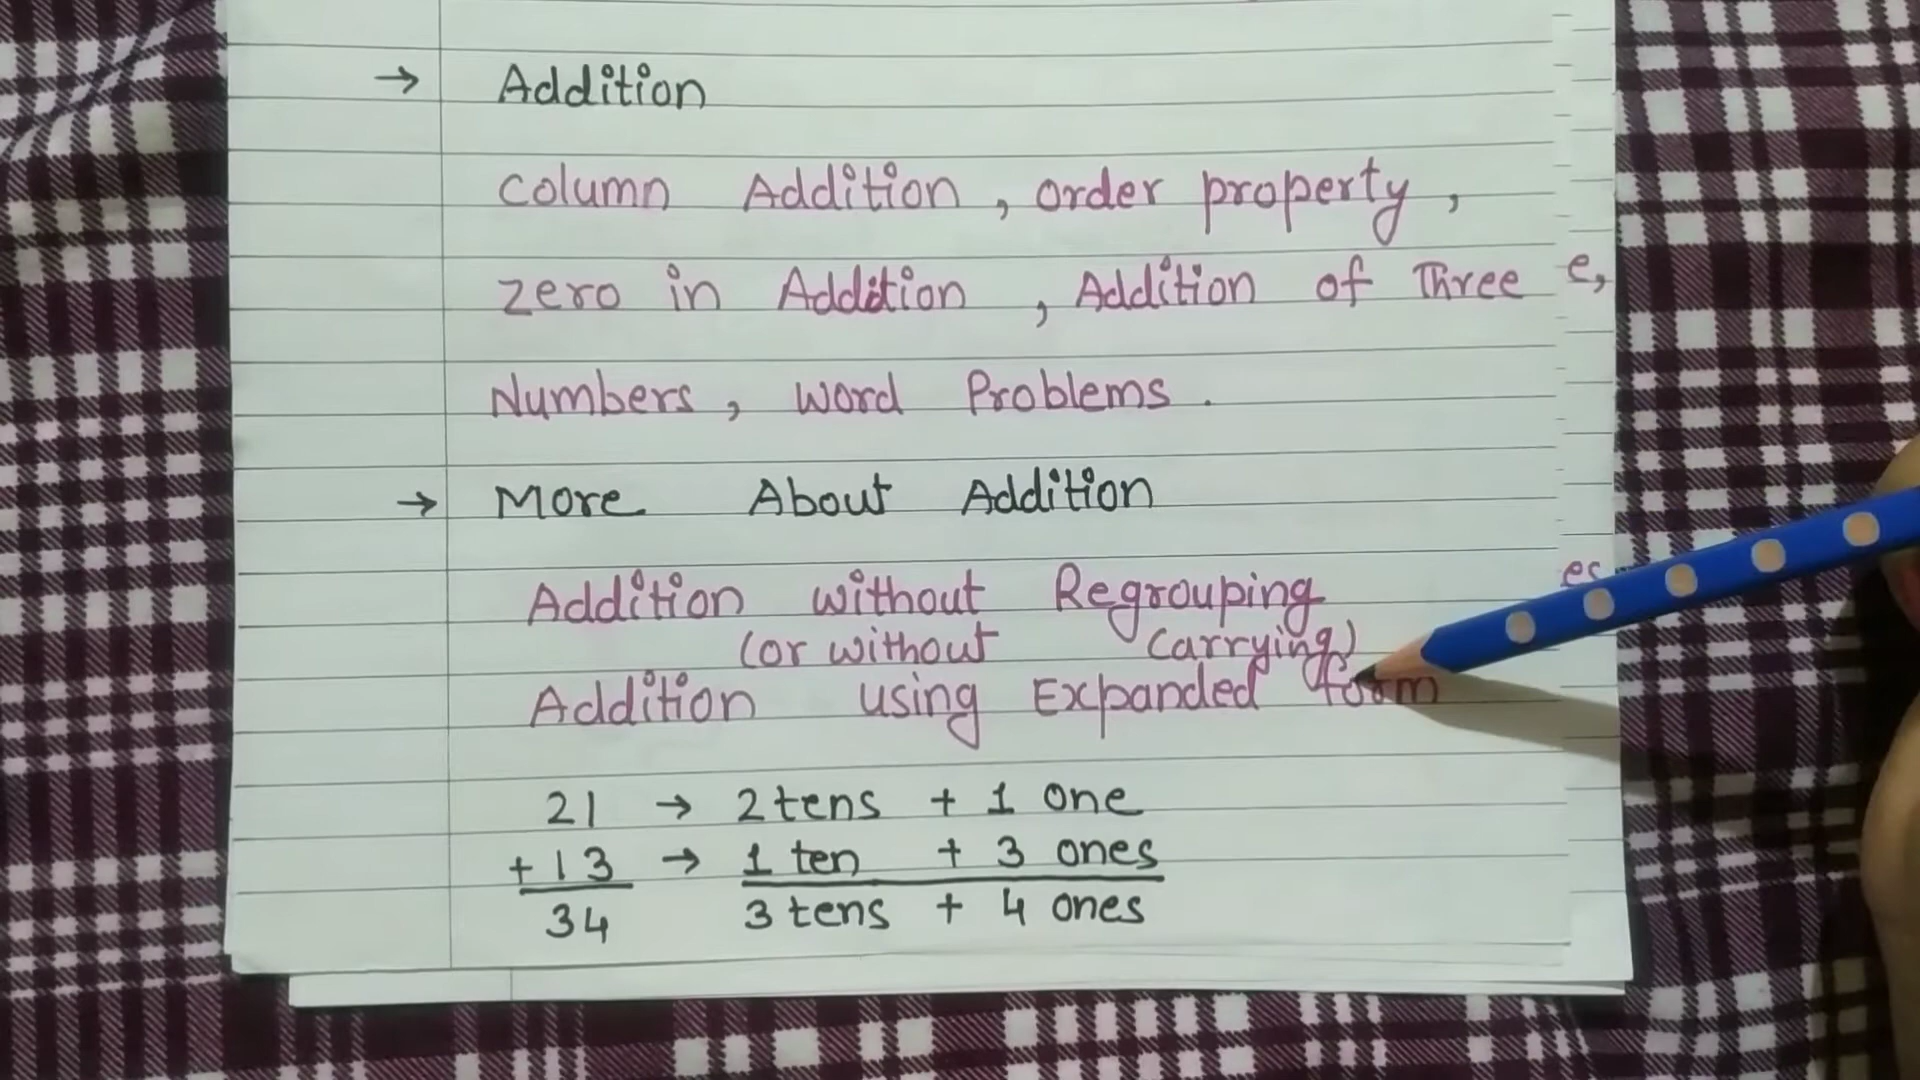 → Addition
Column Addition, order property,
zero in Addition, Addition of Three e,
Numbers, Word Problems.
→ More About Addition
Addition without Regrouping es
(or without Carrying)
Addition using Expanded form
21 → 2 tens + 1 one
+ 13 → 1 ten + 3 ones
34 3 tens + 4 ones